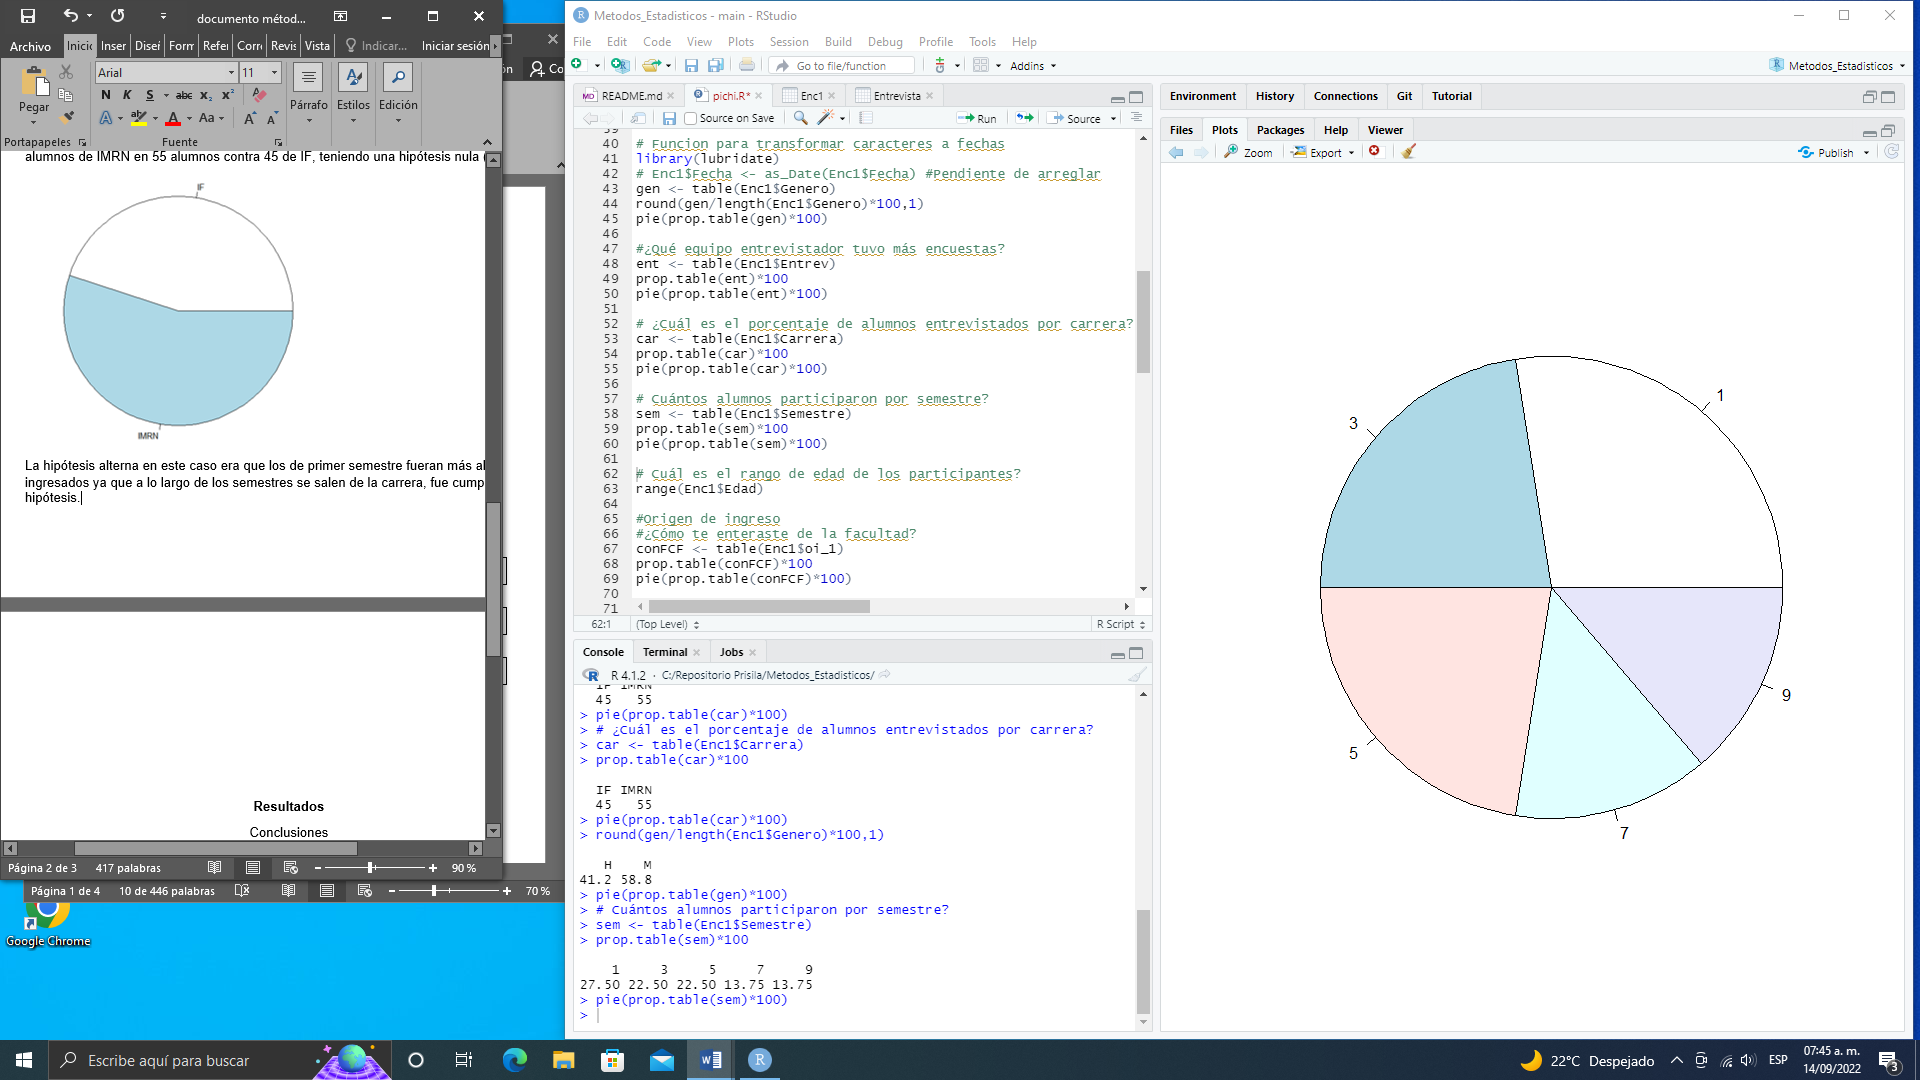 documento métod...
Archivo
Inicio
Inser
Diseí
Forn
Refei
Corre
Revis
Vista
Indicar...
Iniciar sesión
Pegar
Arial
11
N K S abc x₂ x²
Aa
Párrafo
Estilos
Edición
Portapapeles
Fuente
alumnos de IMRN en 55 alumnos contra 45 de IF, teniendo una hipótesis nula
IF
IMRN
La hipótesis alterna en este caso era que los de primer semestre fueran más al
ingresados ya que a lo largo de los semestres se salen de la carrera, fue cump
hipótesis.
Resultados
Conclusiones
Página 2 de 3
417 palabras
90 %
Página 1 de 4
10 de 446 palabras
70 %
Google Chrome
Metodos_Estadisticos - main - RStudio
File Edit Code View Plots Session Build Debug Profile Tools Help
Go to file/function
Addins
Metodos_Estadisticos
README.md
pichi.R*
Enc1
Entrevista
Source on Save
Run
Source
39
40 # Funcion para transformar caracteres a fechas
41 library(lubridate)
42 # Enc1$Fecha <- as_Date(Enc1$Fecha) #Pendiente de arreglar
43 gen <- table(Enc1$Genero)
44 round(gen/length(Enc1$Genero)*100,1)
45 pie(prop.table(gen)*100)
46
47 #¿Qué equipo entrevistador tuvo más encuestas?
48 ent <- table(Enc1$Entrev)
49 prop.table(ent)*100
50 pie(prop.table(ent)*100)
51
52 # ¿Cuál es el porcentaje de alumnos entrevistados por carrera?
53 car <- table(Enc1$Carrera)
54 prop.table(car)*100
55 pie(prop.table(car)*100)
56
57 # Cuántos alumnos participaron por semestre?
58 sem <- table(Enc1$Semestre)
59 prop.table(sem)*100
60 pie(prop.table(sem)*100)
61
62 # Cuál es el rango de edad de los participantes?
63 range(Enc1$Edad)
64
65 #Origen de ingreso
66 #¿Cómo te enteraste de la facultad?
67 conFCF <- table(Enc1$oi_1)
68 prop.table(conFCF)*100
69 pie(prop.table(conFCF)*100)
70
71
62:1
(Top Level)
R Script
Console
Terminal
Jobs
R 4.1.2 · C:/Repositorio Prisila/Metodos_Estadisticos/
IF IMRN
45 55
> pie(prop.table(car)*100)
> # ¿Cuál es el porcentaje de alumnos entrevistados por carrera?
> car <- table(Enc1$Carrera)
> prop.table(car)*100
IF IMRN
45 55
> pie(prop.table(car)*100)
> round(gen/length(Enc1$Genero)*100,1)
H M
41.2 58.8
> pie(prop.table(gen)*100)
> # Cuántos alumnos participaron por semestre?
> sem <- table(Enc1$Semestre)
> prop.table(sem)*100
1 3 5 7 9
27.50 22.50 22.50 13.75 13.75
> pie(prop.table(sem)*100)
>
Environment
History
Connections
Git
Tutorial
Files
Plots
Packages
Help
Viewer
Zoom
Export
Publish
1
3
5
7
9
Escribe aquí para buscar
22°C Despejado
ESP
07:45 a. m.
14/09/2022
3